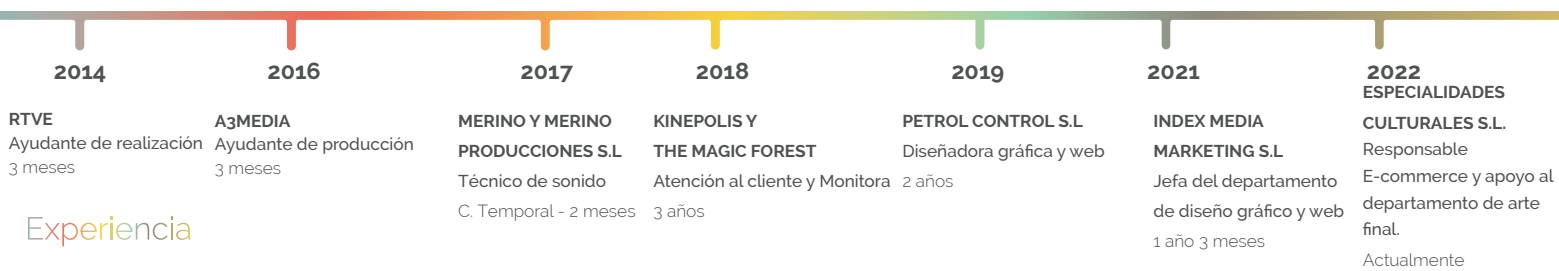 2014
RTVE
Ayudante de realización
3 meses
2016
A3MEDIA
Ayudante de producción
3 meses
2017
MERINO Y MERINO
PRODUCCIONES S.L
Técnico de sonido
C. Temporal - 2 meses
2018
KINEPOLIS Y
THE MAGIC FOREST
Atención al cliente y Monitora
3 años
2019
PETROL CONTROL S.L
Diseñadora gráfica y web
2 años
2021
INDEX MEDIA
MARKETING S.L
Jefa del departamento
de diseño gráfico y web
1 año 3 meses
2022
ESPECIALIDADES
CULTURALES S.L.
Responsable
E-commerce y apoyo al
departamento de arte
final.
Actualmente
Experiencia